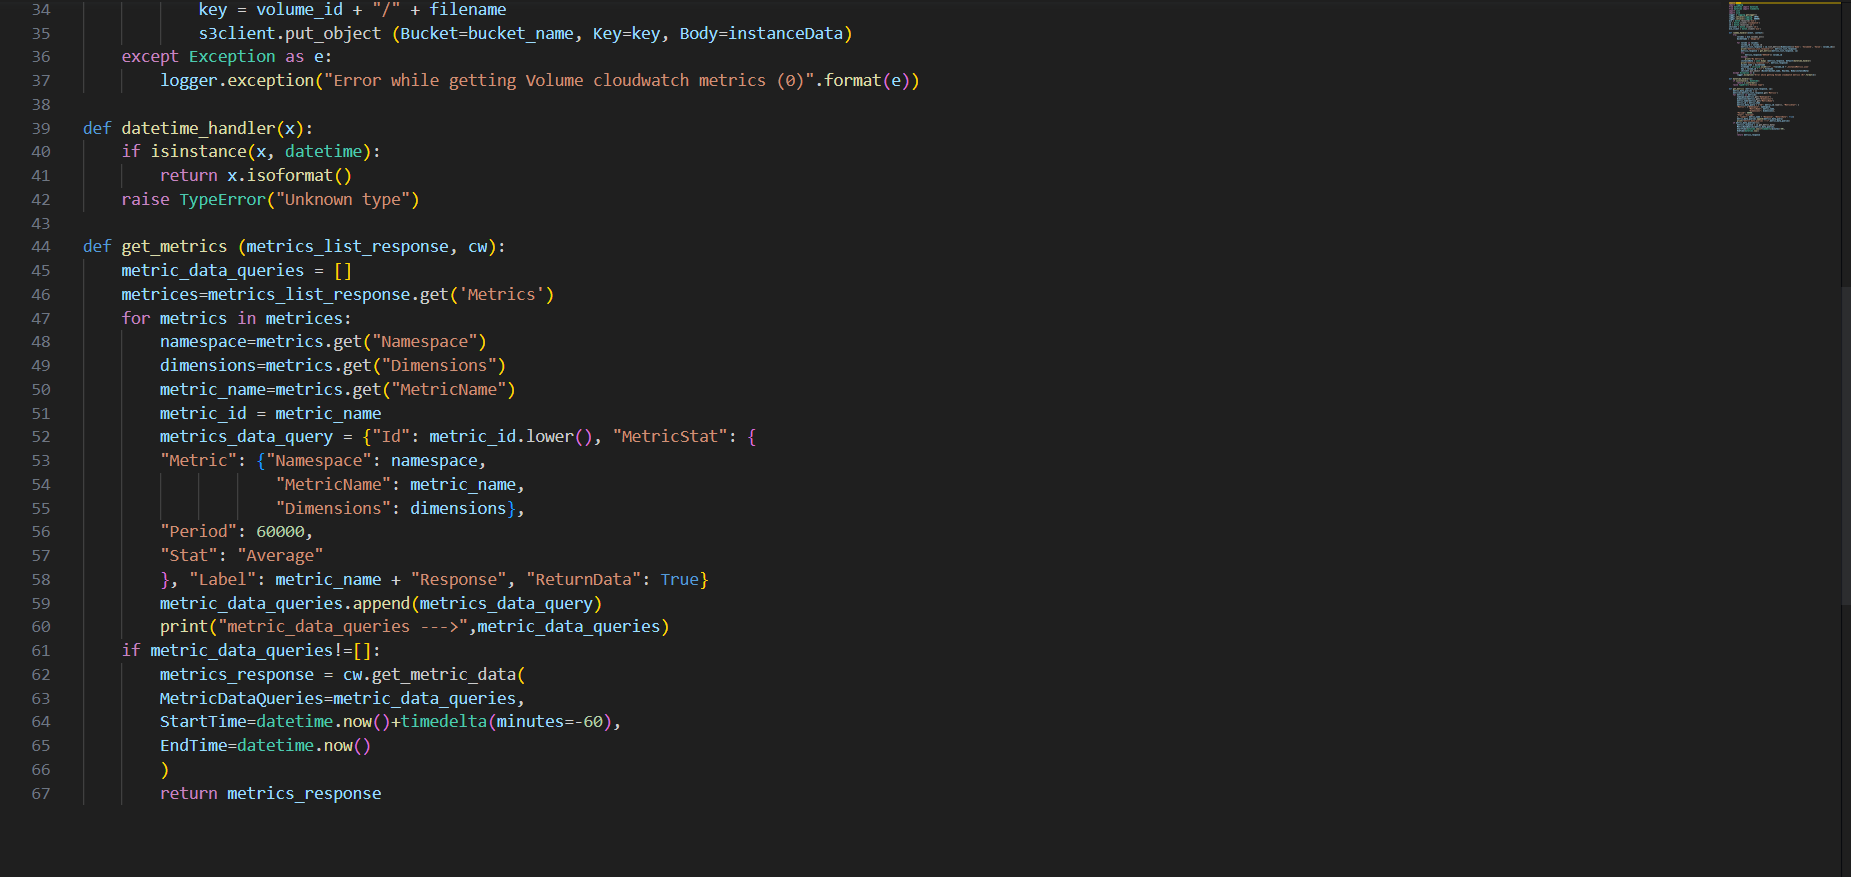 34 key = volume_id + "/" + filename
35 s3client.put_object (Bucket=bucket_name, Key=key, Body=instanceData)
36 except Exception as e:
37 logger.exception("Error while getting Volume cloudwatch metrics (0)".format(e))
38
39 def datetime_handler(x):
40 if isinstance(x, datetime):
41 return x.isoformat()
42 raise TypeError("Unknown type")
43
44 def get_metrics (metrics_list_response, cw):
45 metric_data_queries = []
46 metrices=metrics_list_response.get('Metrics')
47 for metrics in metrices:
48 namespace=metrics.get("Namespace")
49 dimensions=metrics.get("Dimensions")
50 metric_name=metrics.get("MetricName")
51 metric_id = metric_name
52 metrics_data_query = {"Id": metric_id.lower(), "MetricStat": {
53 "Metric": {"Namespace": namespace,
54 "MetricName": metric_name,
55 "Dimensions": dimensions},
56 "Period": 60000,
57 "Stat": "Average"
58 }, "Label": metric_name + "Response", "ReturnData": True}
59 metric_data_queries.append(metrics_data_query)
60 print("metric_data_queries --->",metric_data_queries)
61 if metric_data_queries!=[]:
62 metrics_response = cw.get_metric_data(
63 MetricDataQueries=metric_data_queries,
64 StartTime=datetime.now()+timedelta(minutes=-60),
65 EndTime=datetime.now()
66 )
67 return metrics_response